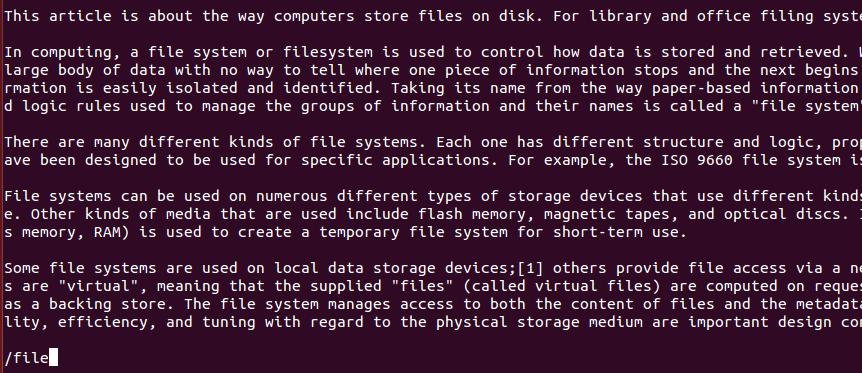 This article is about the way computers store files on disk. For library and office filing
In computing, a file system or filesystem is used to control how data is stored and retrieved.
large body of data with no way to tell where one piece of information stops and the next begins
rmation is easily isolated and identified. Taking its name from the way paper-based information
d logic rules used to manage the groups of information and their names is called a "file system"
There are many different kinds of file systems. Each one has different structure and logic,
ave been designed to be used for specific applications. For example, the ISO 9660 file system
File systems can be used on numerous different types of storage devices that use different
e. Other kinds of media that are used include flash memory, magnetic tapes, and optical discs.
s memory, RAM) is used to create a temporary file system for short-term use.
Some file systems are used on local data storage devices;[1] others provide file access via a
s are "virtual", meaning that the supplied "files" (called virtual files) are computed on
as a backing store. The file system manages access to both the content of files and the
lity, efficiency, and tuning with regard to the physical storage medium are important design
/file